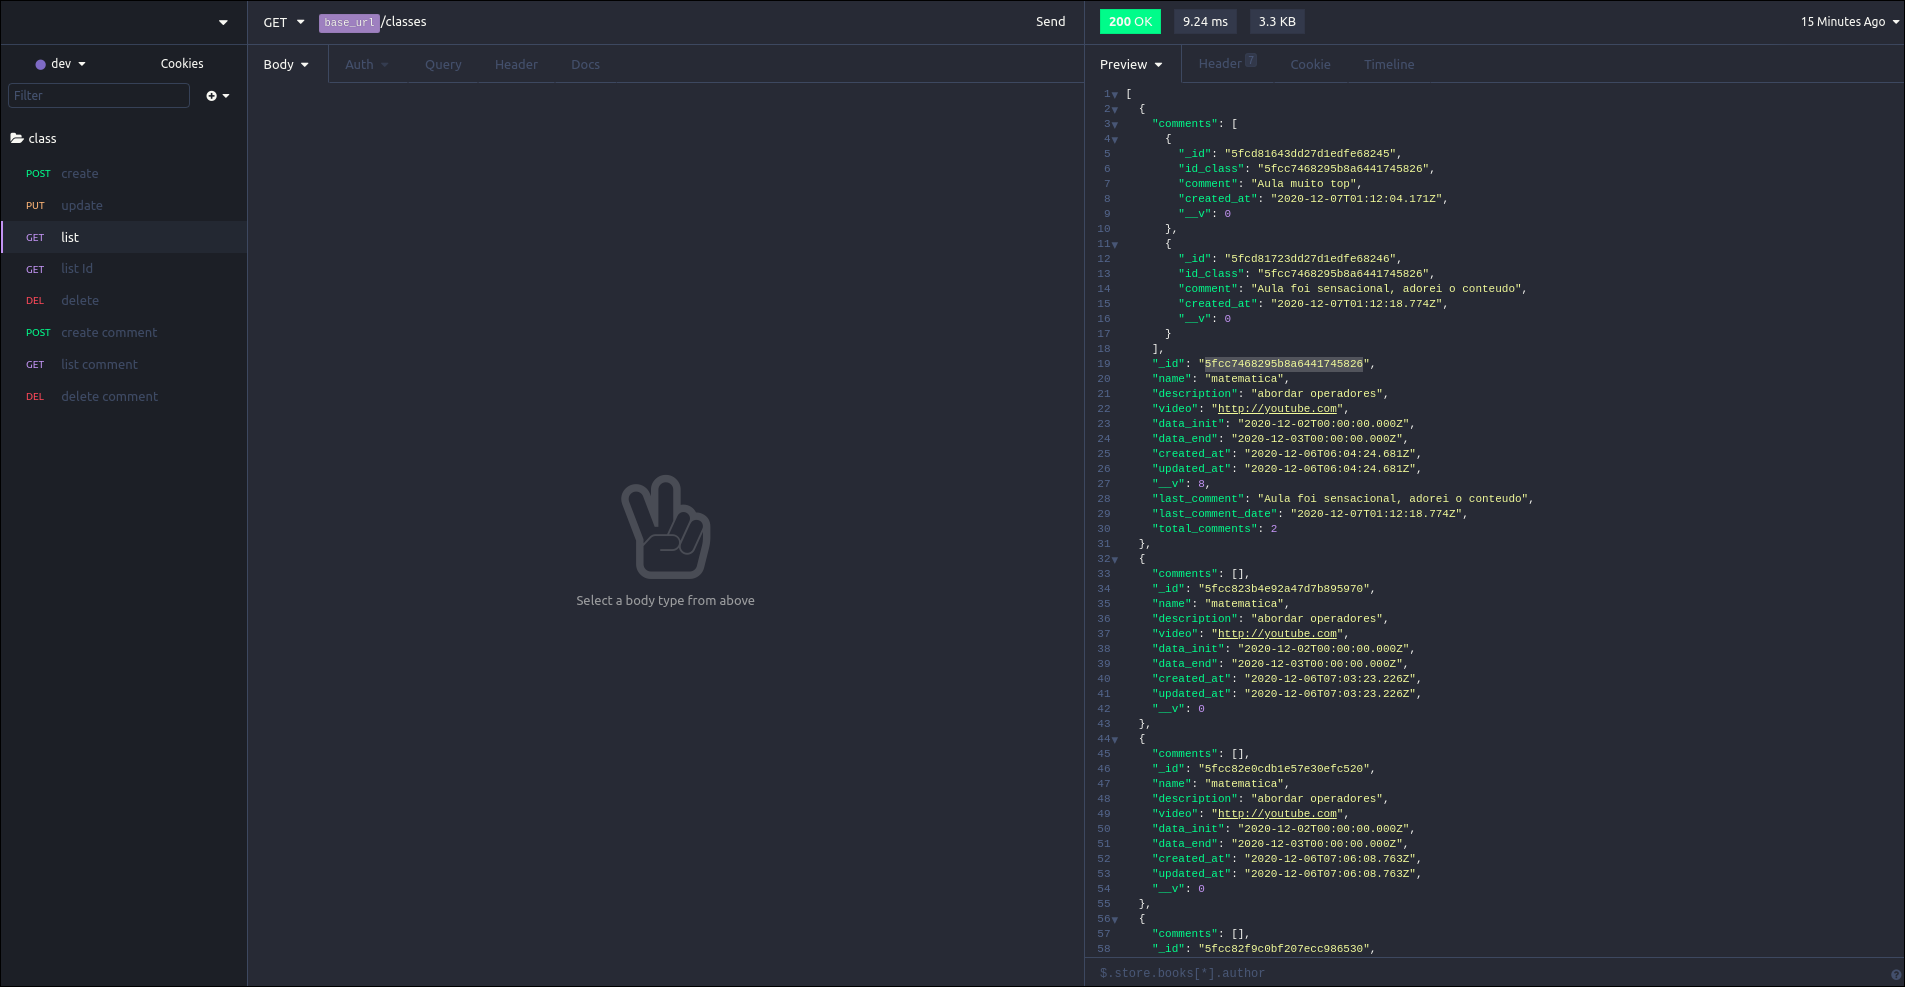 GET base_url/classes Send
200 OK 9.24 ms 3.3 KB 15 Minutes Ago
dev Cookies
Filter
class
POST create
PUT update
GET list
GET list Id
DEL delete
POST create comment
GET list comment
DEL delete comment
Body Auth Query Header Docs
Select a body type from above
Preview Header 7 Cookie Timeline
1 [
2 {
3 "comments": [
4 {
5 "_id": "5fcd81643dd27d1edfe68245",
6 "id_class": "5fcc7468295b8a6441745826",
7 "comment": "Aula muito top",
8 "created_at": "2020-12-07T01:12:04.171Z",
9 "__v": 0
10 },
11 {
12 "_id": "5fcd81723dd27d1edfe68246",
13 "id_class": "5fcc7468295b8a6441745826",
14 "comment": "Aula foi sensacional, adorei o conteudo",
15 "created_at": "2020-12-07T01:12:18.774Z",
16 "__v": 0
17 }
18 ],
19 "_id": "5fcc7468295b8a6441745826",
20 "name": "matematica",
21 "description": "abordar operadores",
22 "video": "http://youtube.com",
23 "data_init": "2020-12-02T00:00:00.000Z",
24 "data_end": "2020-12-03T00:00:00.000Z",
25 "created_at": "2020-12-06T06:04:24.681Z",
26 "updated_at": "2020-12-06T06:04:24.681Z",
27 "__v": 8,
28 "last_comment": "Aula foi sensacional, adorei o conteudo",
29 "last_comment_date": "2020-12-07T01:12:18.774Z",
30 "total_comments": 2
31 },
32 {
33 "comments": [],
34 "_id": "5fcc823b4e92a47d7b895970",
35 "name": "matematica",
36 "description": "abordar operadores",
37 "video": "http://youtube.com",
38 "data_init": "2020-12-02T00:00:00.000Z",
39 "data_end": "2020-12-03T00:00:00.000Z",
40 "created_at": "2020-12-06T07:03:23.226Z",
41 "updated_at": "2020-12-06T07:03:23.226Z",
42 "__v": 0
43 },
44 {
45 "comments": [],
46 "_id": "5fcc82e0cdb1e57e30efc520",
47 "name": "matematica",
48 "description": "abordar operadores",
49 "video": "http://youtube.com",
50 "data_init": "2020-12-02T00:00:00.000Z",
51 "data_end": "2020-12-03T00:00:00.000Z",
52 "created_at": "2020-12-06T07:06:08.763Z",
53 "updated_at": "2020-12-06T07:06:08.763Z",
54 "__v": 0
55 },
56 {
57 "comments": [],
58 "_id": "5fcc82f9c0bf207ecc986530",
$.store.books[*].author